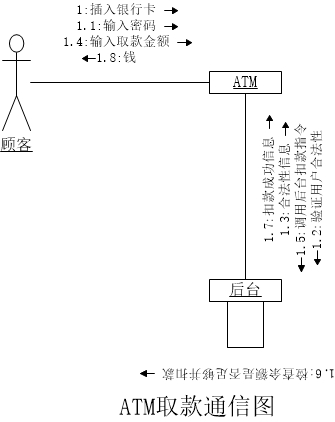 1:插入银行卡
1.1:输入密码
1.4:输入取款金额
1.8:钱
ATM
顾客
1.7:扣款成功信息
1.3:合法性信息
1.5:调用后台扣款指令
1.2:验证用户合法性
后台
1.6:检查余额是否足够并扣款
ATM取款通信图